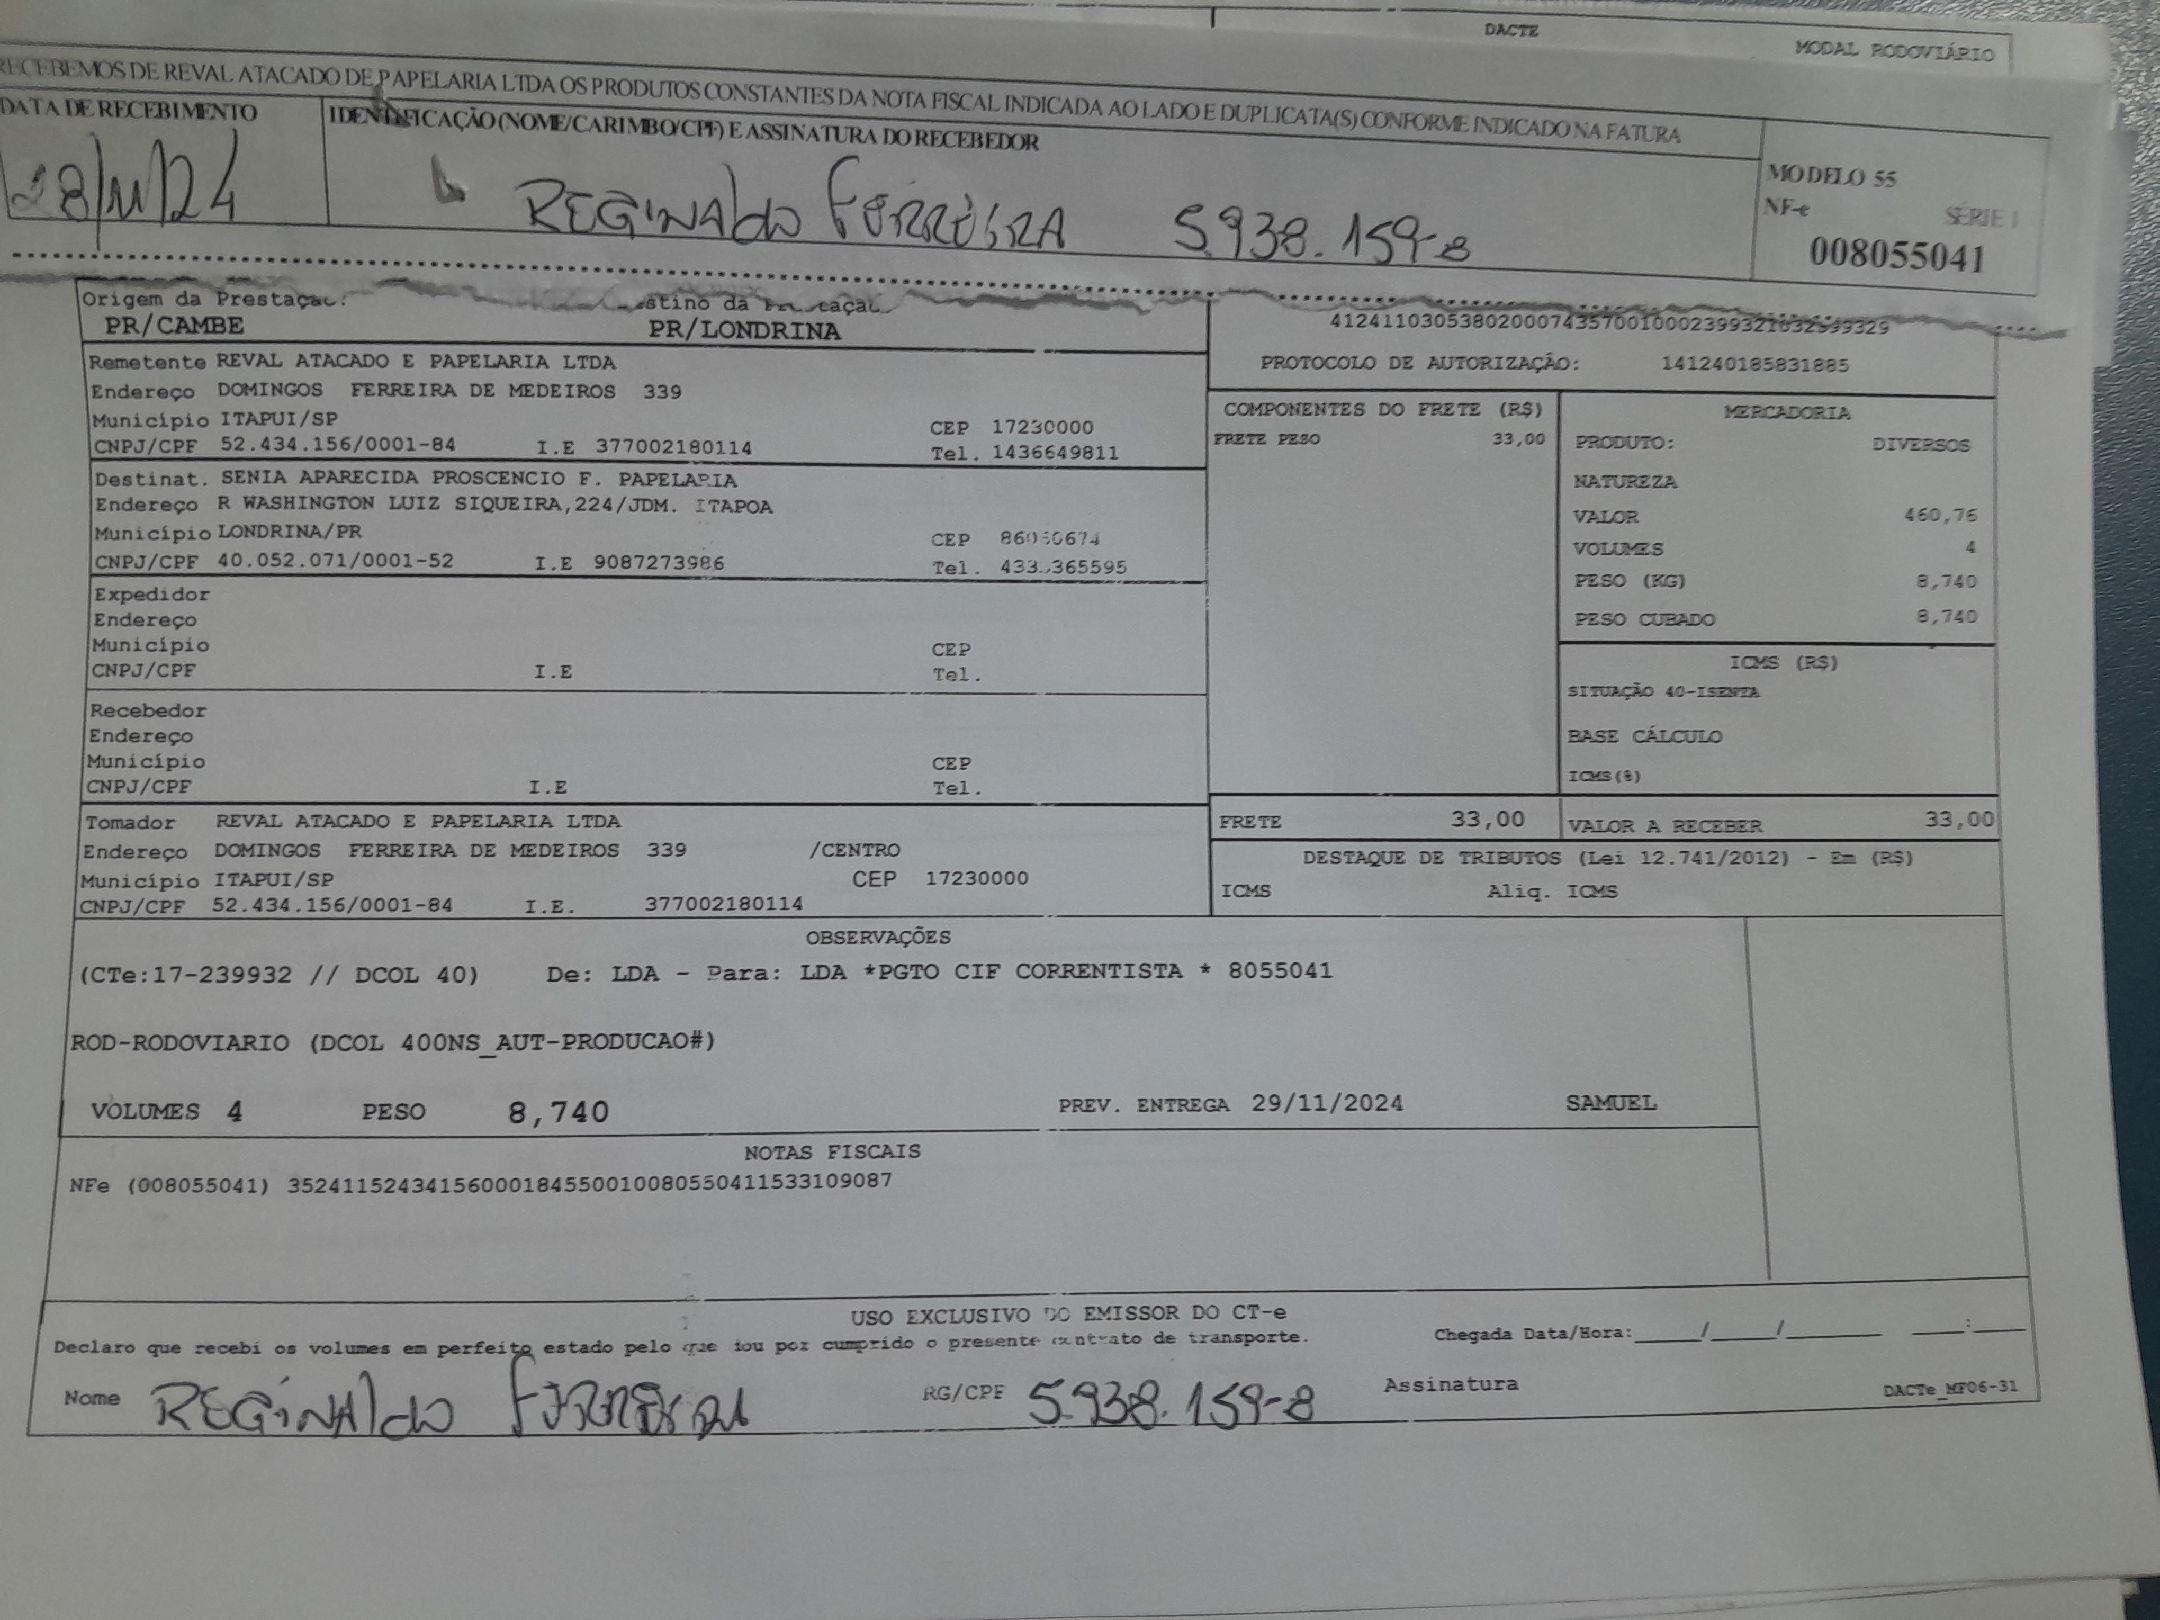 DACTE
MODAL RODOVIÁRIO
RECEBEMOS DE REVAL ATACADO DE PAPELARIA LTDA OS PRODUTOS CONSTANTES DA NOTA FISCAL INDICADA AO LADO E DUPLICATA(S) CONFORME INDICADO NA FATURA
DATA DE RECEBIMENTO
IDENTIFICAÇÃO (NOME/CARIMBO/CPF) E ASSINATURA DO RECEBEDOR
28/11/24
REGINAldo FERREIRA 5.938.159-8
MODELO 55
NF-e SÉRIE 1
008055041
Origem da Prestação:
PR/CAMBE PR/LONDRINA
PROTOCOLO DE AUTORIZAÇÃO: 141240185831885
Remetente REVAL ATACADO E PAPELARIA LTDA
Endereço DOMINGOS FERREIRA DE MEDEIROS 339
Município ITAPUI/SP CEP 17230000
CNPJ/CPF 52.434.156/0001-84 I.E 377002180114 Tel. 1436649811
Destinat. SENIA APARECIDA PROSCENCIO F. PAPELARIA
Endereço R WASHINGTON LUIZ SIQUEIRA,224/JDM. ITAPOA
Município LONDRINA/PR CEP
CNPJ/CPF 40.052.071/0001-52 I.E 9087273986 Tel.
Expedidor
Endereço
Município CEP
CNPJ/CPF I.E Tel.
Recebedor
Endereço
Município CEP
CNPJ/CPF I.E Tel.
Tomador REVAL ATACADO E PAPELARIA LTDA
Endereço DOMINGOS FERREIRA DE MEDEIROS 339 /CENTRO
Município ITAPUI/SP CEP 17230000
CNPJ/CPF 52.434.156/0001-84 I.E. 377002180114
COMPONENTES DO FRETE (R$)
FRETE PESO 33,00
MERCADORIA
PRODUTO: DIVERSOS
NATUREZA
VALOR 460,76
VOLUMES 4
PESO (KG) 8,740
PESO CUBADO 8,740
ICMS (R$)
SITUAÇÃO 40-ISENTA
BASE CÁLCULO
ICMS(%)
FRETE 33,00 VALOR A RECEBER 33,00
DESTAQUE DE TRIBUTOS (Lei 12.741/2012) - Em (R$)
ICMS Aliq. ICMS
OBSERVAÇÕES
(CTe:17-239932 // DCOL 40) De: LDA - Para: LDA *PGTO CIF CORRENTISTA * 8055041
ROD-RODOVIARIO (DCOL 400NS_AUT-PRODUCAO#)
VOLUMES 4 PESO 8,740 PREV. ENTREGA 29/11/2024 SAMUEL
NOTAS FISCAIS
NFe (008055041) 35241152434156000184550010080550411533109087
USO EXCLUSIVO DO EMISSOR DO CT-e
Declaro que recebi os volumes em perfeito estado pelo que dou por cumprido o presente contrato de transporte.
Chegada Data/Hora:_____/_____/_______ ____:____
Nome REGINAldo FERREIRA RG/CPF 5.938.159-8 Assinatura
DACTe_MF06-31